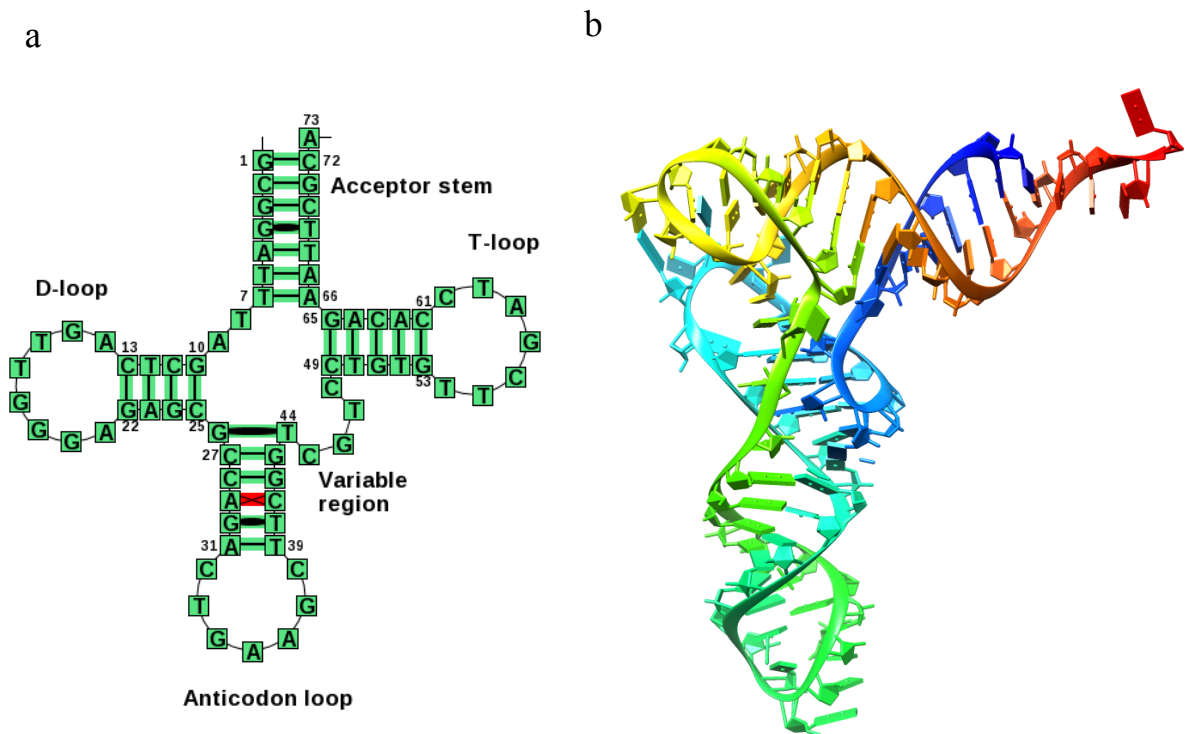 a
b
73
A
1 G C 72
C G
G C
G T
A T
T A
7 T A 66
Acceptor stem
D-loop
T-loop
T G A
T
G
G
G A
13 C T C G 10 A T
22 G A G C 25
65 G A C A C 61
49 C T G T G 53
C T A G C T T
C
T
G
C
Variable
region
G T 44
27 C G
C G
A C
G T
31 A T 39
C C
T G
G A
A
Anticodon loop